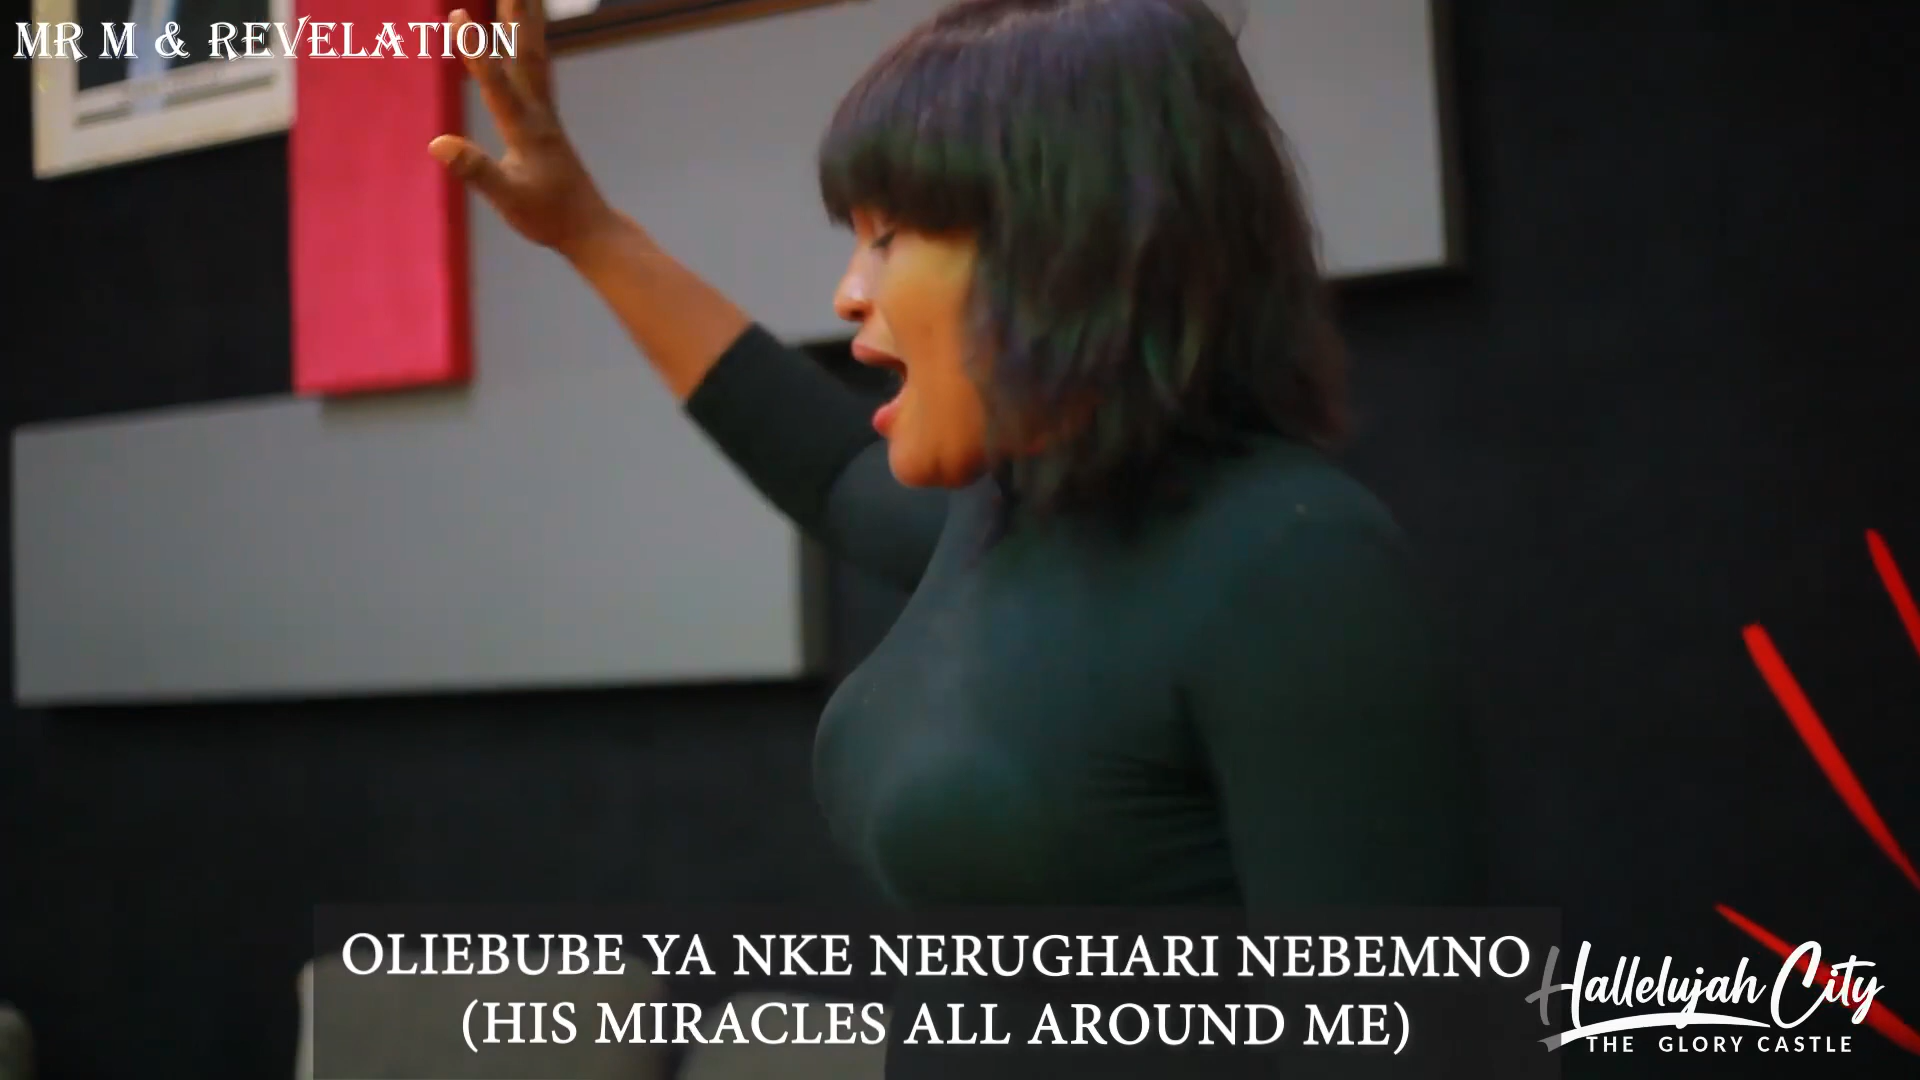 MR M & REVELATION
OLIEBUBE YA NKE NERUGHARI NEBEMNO
(HIS MIRACLES ALL AROUND ME)
Hallelujah City
THE GLORY CASTLE